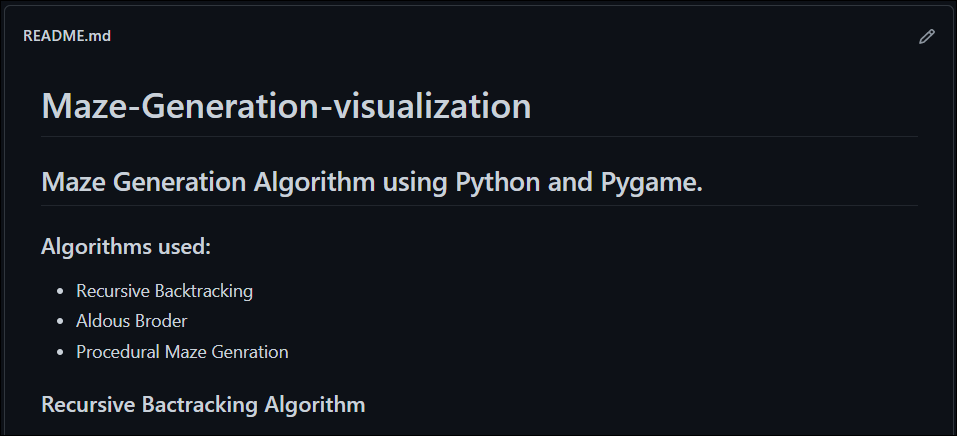 README.md
Maze-Generation-visualization
Maze Generation Algorithm using Python and Pygame.
Algorithms used:
Recursive Backtracking
Aldous Broder
Procedural Maze Genration
Recursive Bactracking Algorithm